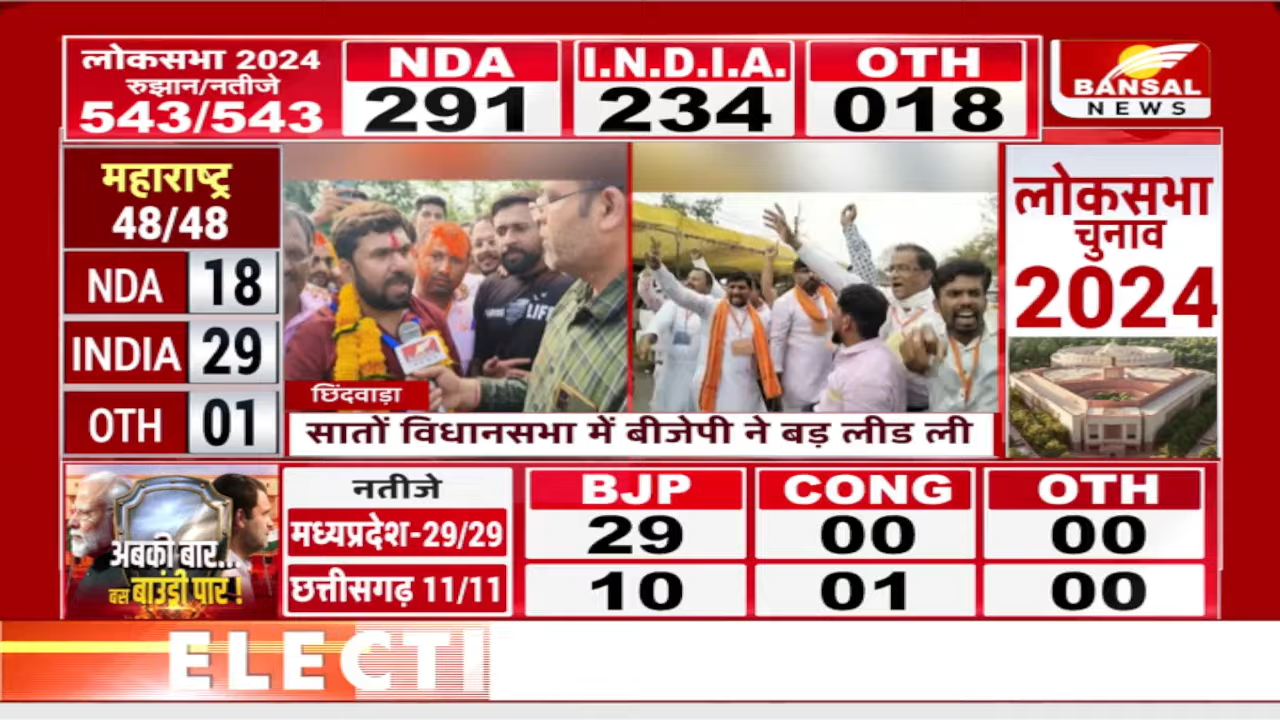 लोकसभा 2024
रुझान/नतीजे
543/543
NDA
291
I.N.D.I.A.
234
OTH
018
BANSAL
NEWS
महाराष्ट्र
48/48
NDA 18
INDIA 29
OTH 01
LIFE
छिंदवाड़ा
सातों विधानसभा में बीजेपी ने बड़ लीड ली
लोकसभा
चुनाव
2024
अबकी बार...
बस बाउंड्री पार !
नतीजे BJP CONG OTH
मध्यप्रदेश-29/29 29 00 00
छत्तीसगढ़ 11/11 10 01 00
ELECTI